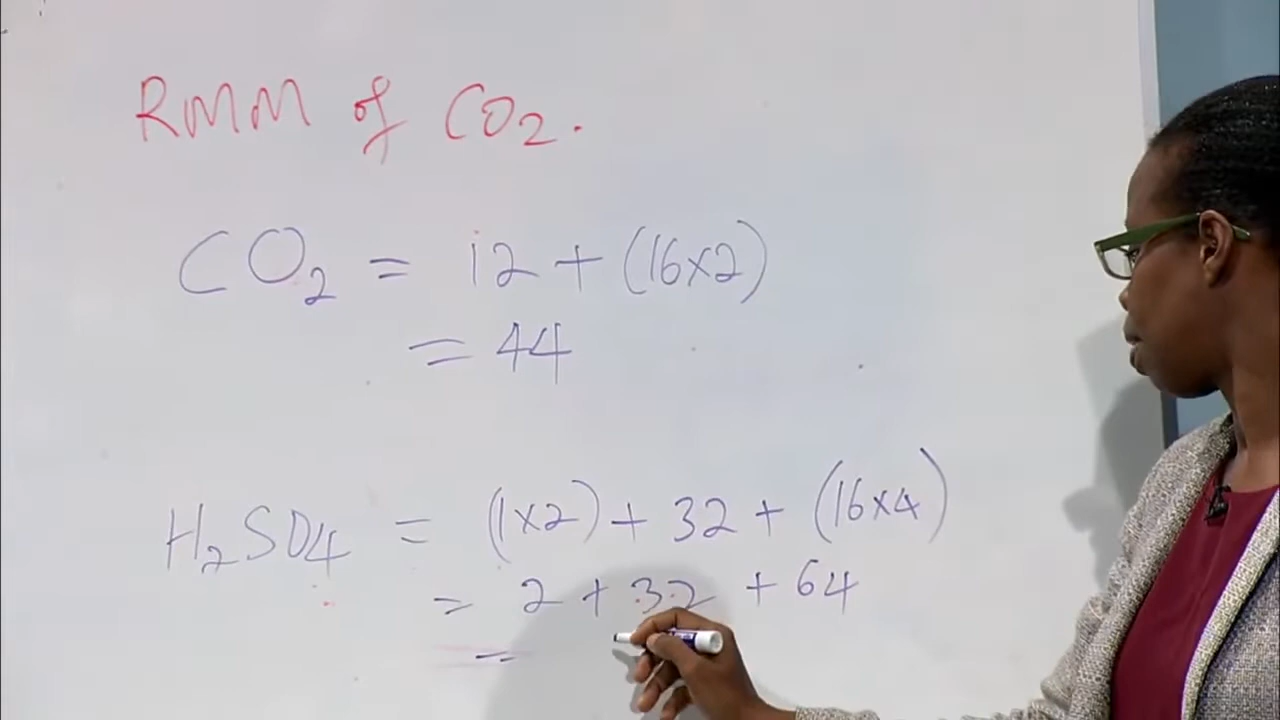 RMM of CO₂.
CO₂ = 12 + (16x2)
= 44
H₂SO₄ = (1x2) + 32 + (16x4)
= 2 + 32 + 64
=